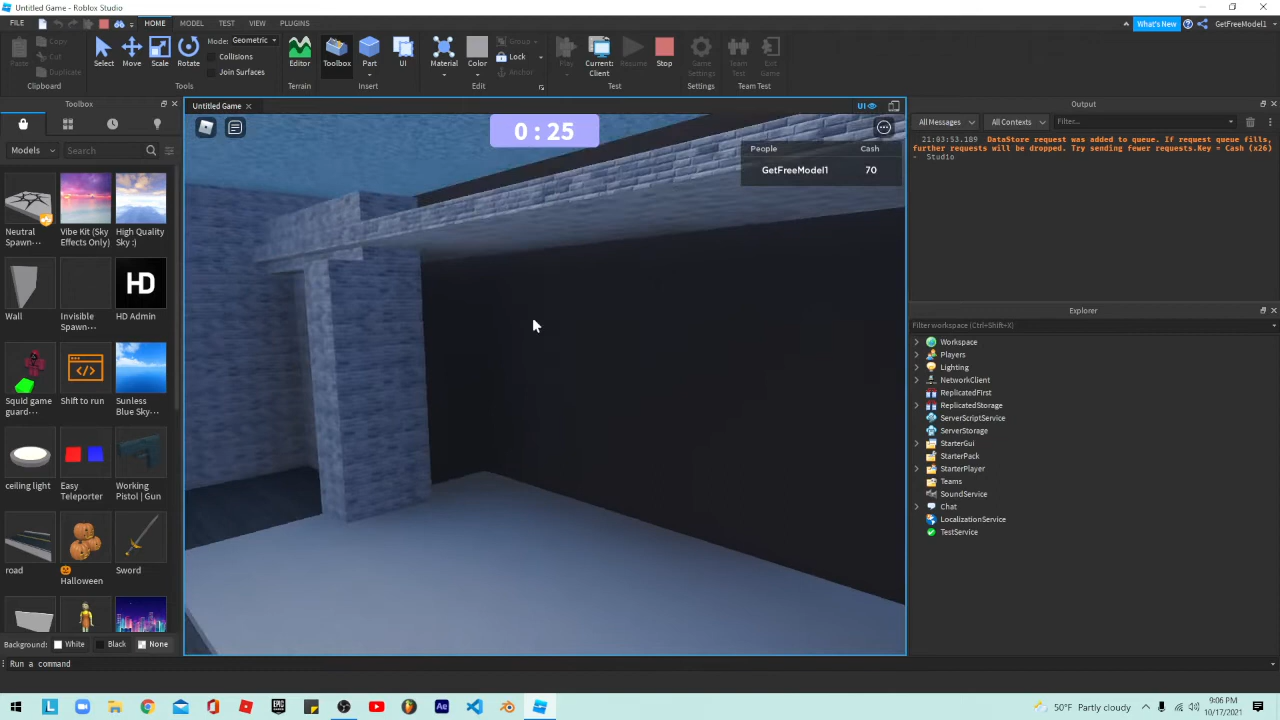 Untitled Game - Roblox Studio
FILE HOME MODEL TEST VIEW PLUGINS What's New GetFreeModel1
Paste Copy Cut Duplicate Clipboard
Select Move Scale Rotate Mode: Geometric Collisions Join Surfaces Tools
Editor Terrain
Toolbox Part UI Insert
Material Color Group Lock Anchor Edit
Play Current: Client Resume Stop Test
Game Settings Settings
Team Test Exit Game Team Test
Toolbox
Models Search
Neutral Spawn...
Vibe Kit (Sky Effects Only)
High Quality Sky :)
Wall
Invisible Spawn...
HD
HD Admin
Squid game guard...
Shift to run
Sunless Blue Sky...
ceiling light
Easy Teleporter
Working Pistol | Gun
road
Halloween
Sword
Background: White Black None
Run a command
Untitled Game
UI
0 : 25
People Cash
GetFreeModel1 70
Output
All Messages All Contexts Filter...
21:03:53.189 DataStore request was added to queue. If request queue fills,
further requests will be dropped. Try sending fewer requests.Key = Cash (x26)
- Studio
Explorer
Filter workspace (Ctrl+Shift+X)
Workspace
Players
Lighting
NetworkClient
ReplicatedFirst
ReplicatedStorage
ServerScriptService
ServerStorage
StarterGui
StarterPack
StarterPlayer
Teams
SoundService
Chat
LocalizationService
TestService
L
EPIC GAMES
Ae
50°F Partly cloudy
9:06 PM
10/17/2021